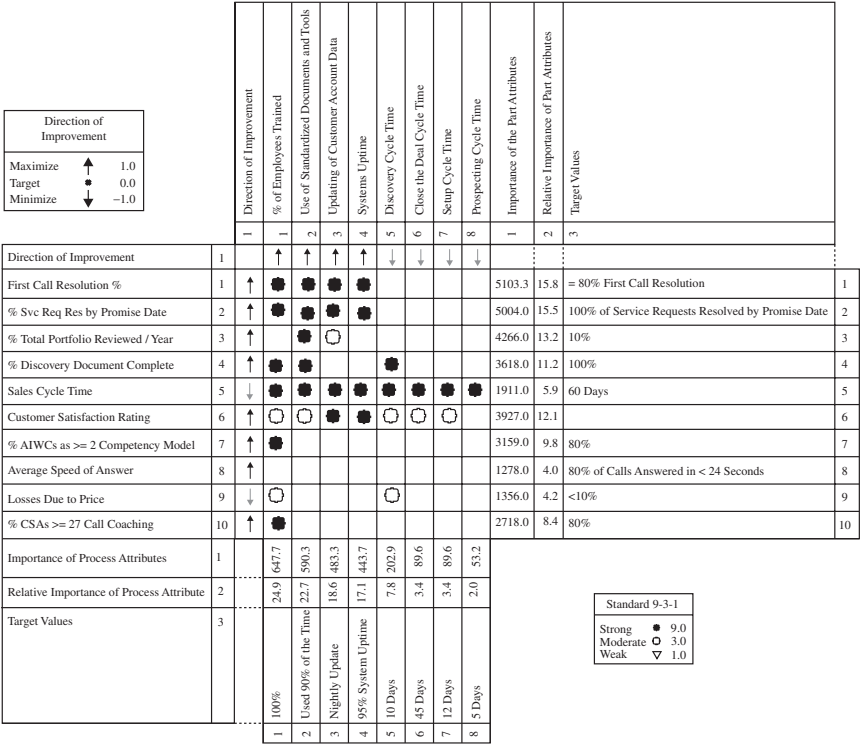 Direction of
Improvement
Maximize 1.0
Target 0.0
Minimize −1.0
Direction of Improvement
% of Employees Trained
Use of Standardized Documents and Tools
Updating of Customer Account Data
Systems Uptime
Discovery Cycle Time
Close the Deal Cycle Time
Setup Cycle Time
Prospecting Cycle Time
Importance of the Part Attributes
Relative Importance of Part Attributes
Target Values
1 1 2 3 4 5 6 7 8 1 2 3
Direction of Improvement 1
First Call Resolution % 1 5103.3 15.8 = 80% First Call Resolution 1
% Svc Req Res by Promise Date 2 5004.0 15.5 100% of Service Requests Resolved by Promise Date 2
% Total Portfolio Reviewed / Year 3 4266.0 13.2 10% 3
% Discovery Document Complete 4 3618.0 11.2 100% 4
Sales Cycle Time 5 1911.0 5.9 60 Days 5
Customer Satisfaction Rating 6 3927.0 12.1 6
% AIWCs as >= 2 Competency Model 7 3159.0 9.8 80% 7
Average Speed of Answer 8 1278.0 4.0 80% of Calls Answered in < 24 Seconds 8
Losses Due to Price 9 1356.0 4.2 <10% 9
% CSAs >= 27 Call Coaching 10 2718.0 8.4 80% 10
Importance of Process Attributes 1 647.7 590.3 483.3 443.7 202.9 89.6 89.6 53.2
Relative Importance of Process Attribute 2 24.9 22.7 18.6 17.1 7.8 3.4 3.4 2.0
Target Values 3
100%
Used 90% of the Time
Nightly Update
95% System Uptime
10 Days
45 Days
12 Days
5 Days
1 2 3 4 5 6 7 8
Standard 9-3-1
Strong 9.0
Moderate 3.0
Weak 1.0